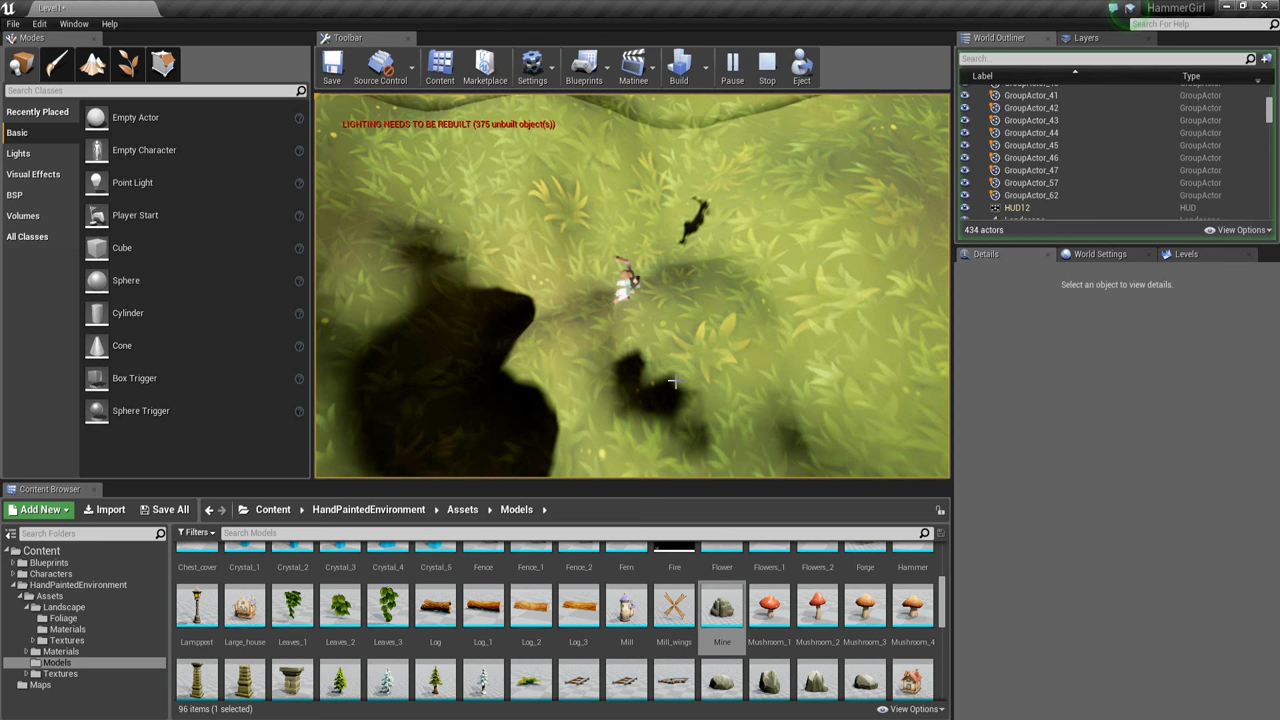 Level1*
HammerGirl
File Edit Window Help
Search For Help
Modes
Toolbar
World Outliner
Layers
Save
Source Control
Content
Marketplace
Settings
Blueprints
Matinee
Build
Pause
Stop
Eject
Search Classes
Search...
Label
Type
Recently Placed
Basic
Lights
Visual Effects
BSP
Volumes
All Classes
Empty Actor
Empty Character
Point Light
Player Start
Cube
Sphere
Cylinder
Cone
Box Trigger
Sphere Trigger
LIGHTING NEEDS TO BE REBUILT (375 unbuilt object(s))
GroupActor_41 GroupActor
GroupActor_42 GroupActor
GroupActor_43 GroupActor
GroupActor_44 GroupActor
GroupActor_45 GroupActor
GroupActor_46 GroupActor
GroupActor_47 GroupActor
GroupActor_57 GroupActor
GroupActor_62 GroupActor
HUD12 HUD
434 actors
View Options
Details
World Settings
Levels
Select an object to view details.
Content Browser
Add New
Import
Save All
Content
HandPaintedEnvironment
Assets
Models
Search Folders
Filters
Search Models
Content
Blueprints
Characters
HandPaintedEnvironment
Assets
Landscape
Foliage
Materials
Textures
Materials
Models
Textures
Maps
Chest_cover Crystal_1 Crystal_2 Crystal_3 Crystal_4 Crystal_5 Fence Fence_1 Fence_2 Fern Fire Flower Flowers_1 Flowers_2 Forge Hammer
Lamppost Large_house Leaves_1 Leaves_2 Leaves_3 Log Log_1 Log_2 Log_3 Mill Mill_wings Mine Mushroom_1 Mushroom_2 Mushroom_3 Mushroom_4
96 items (1 selected)
View Options